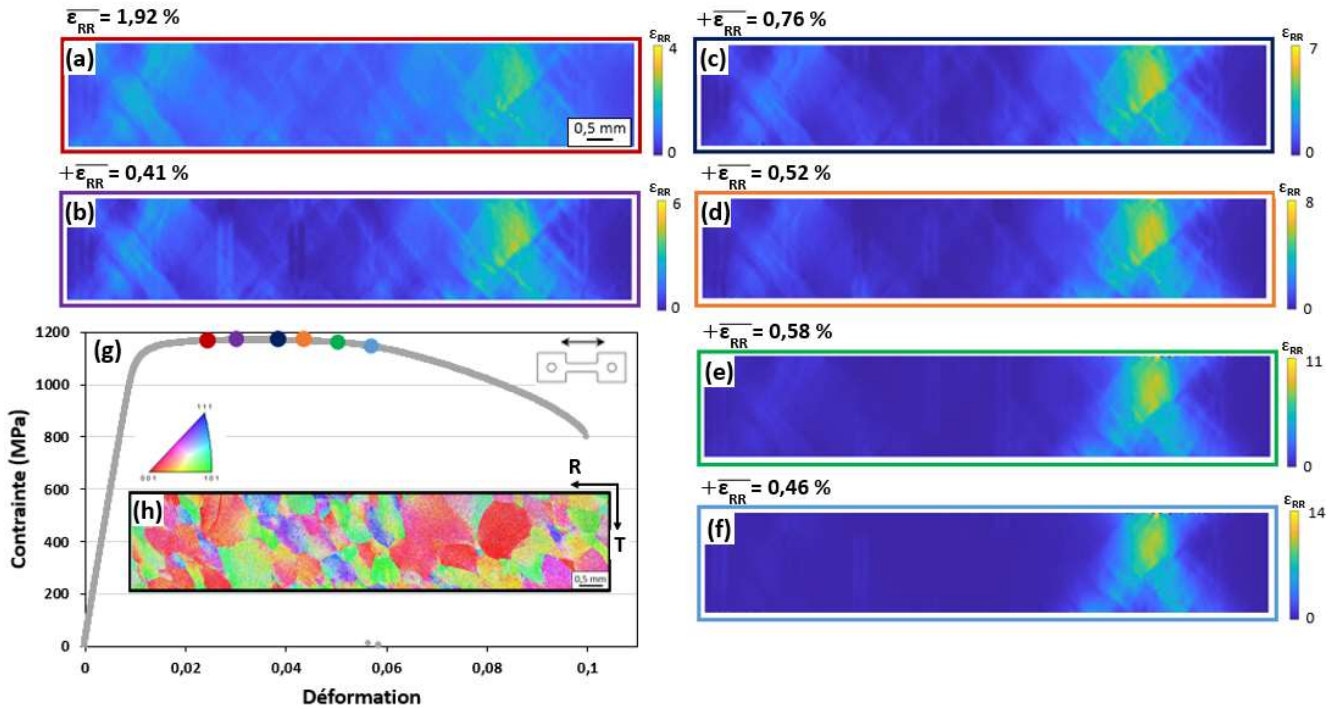 ε̅RR = 1,92 %
(a)
0,5 mm
4
0
+ε̅RR = 0,41 %
(b)
εRR
6
0
+ε̅RR = 0,76 %
(c)
εRR
7
0
+ε̅RR = 0,52 %
(d)
εRR
8
0
+ε̅RR = 0,58 %
(e)
εRR
11
0
+ε̅RR = 0,46 %
(f)
εRR
14
0
(g)
1200
1000
800
600
400
200
0
Contrainte (MPa)
0
0,02
0,04
0,06
0,08
0,1
Déformation
111
001
101
(h)
R
T
0,5 mm
εRR